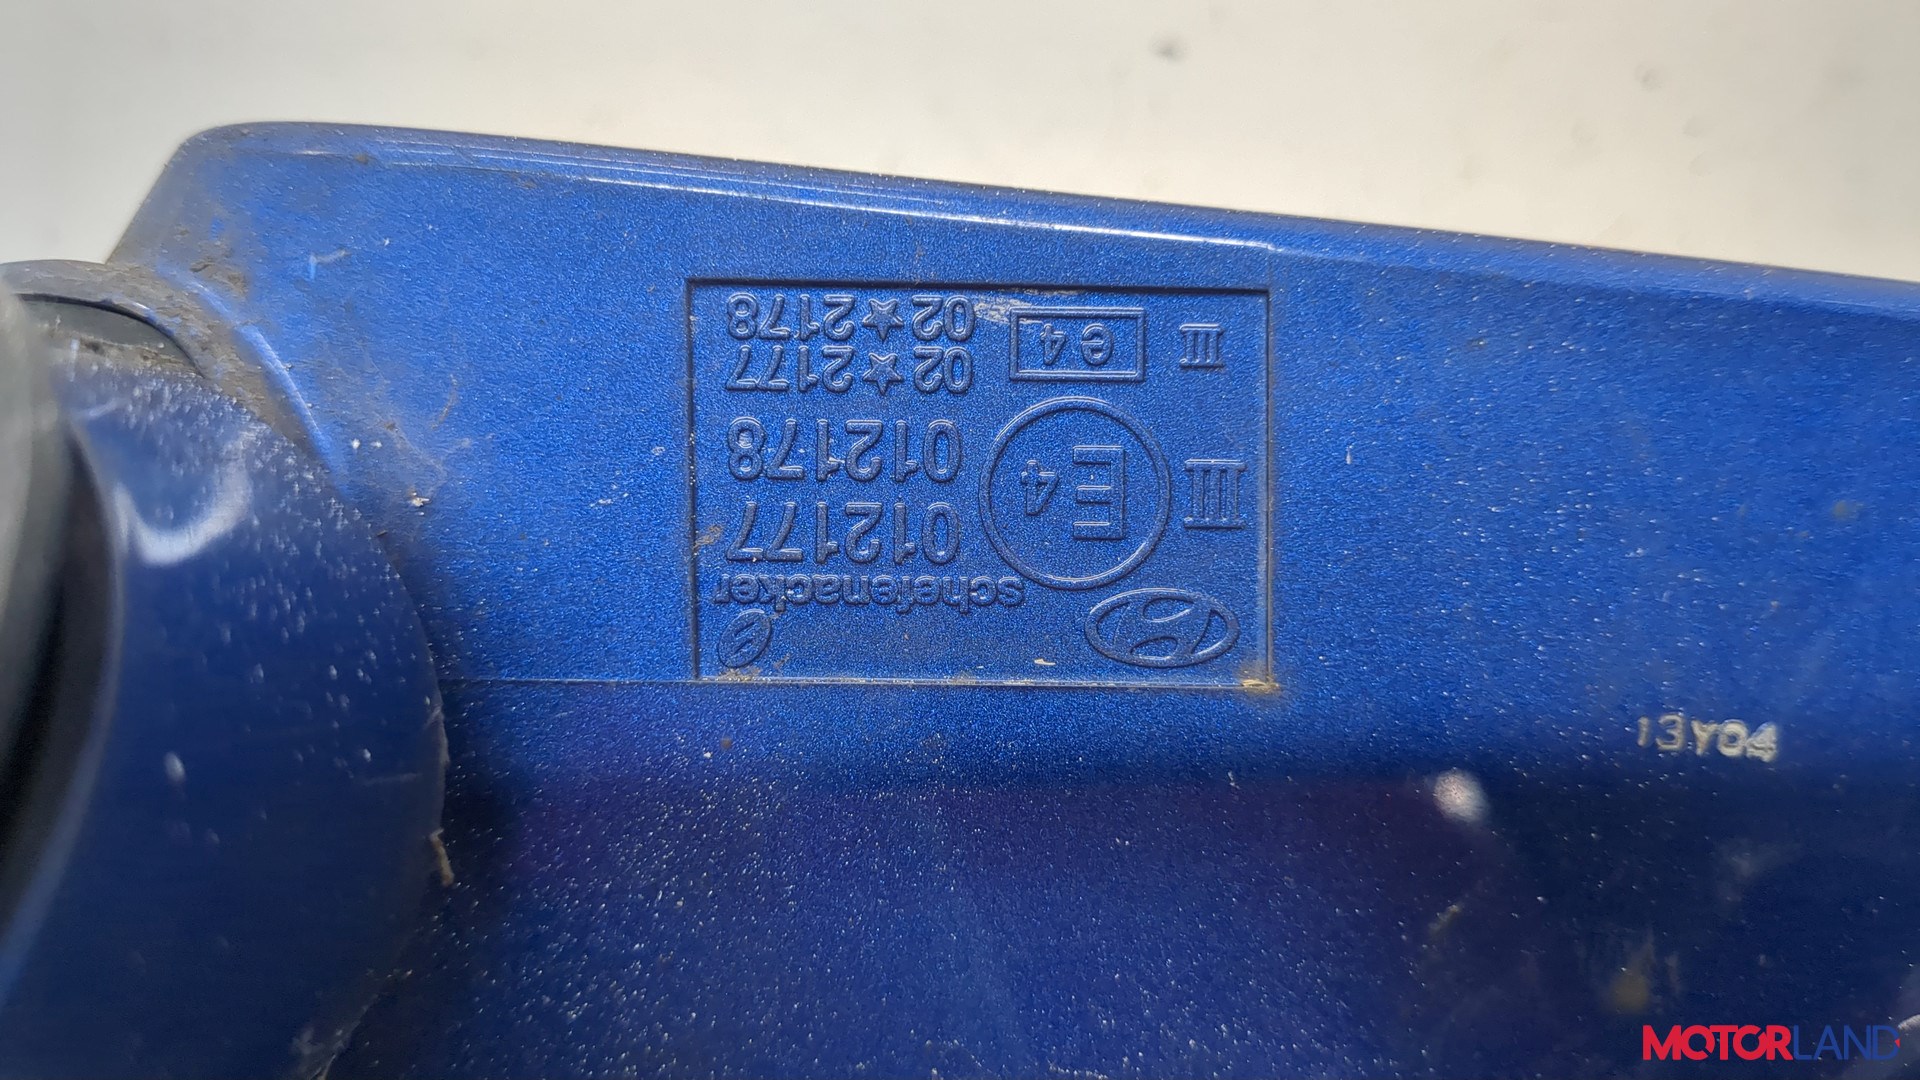 schefenacker
III E4 012177
012178
III e4 02☆2177
02☆2178
13Y04
MOTORLAND